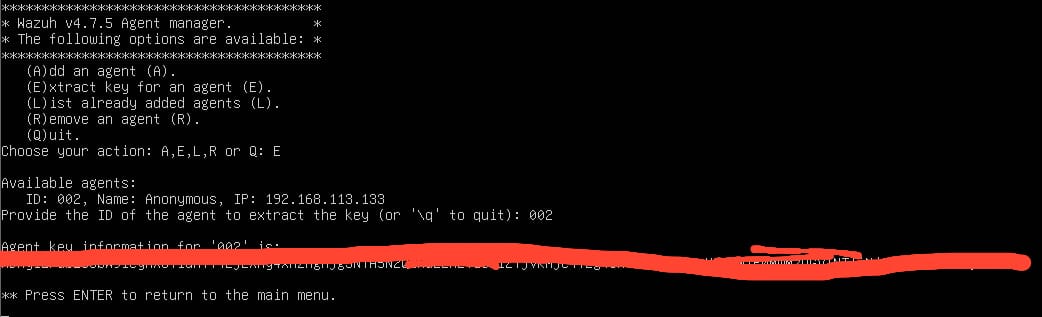 ****************************************
* Wazuh v4.7.5 Agent manager.          *
* The following options are available: *
****************************************
(A)dd an agent (A).
(E)xtract key for an agent (E).
(L)ist already added agents (L).
(R)emove an agent (R).
(Q)uit.
Choose your action: A,E,L,R or Q: E
Available agents:
ID: 002, Name: Anonymous, IP: 192.168.113.133
Provide the ID of the agent to extract the key (or '\q' to quit): 002
Agent key information for '002' is:
** Press ENTER to return to the main menu.